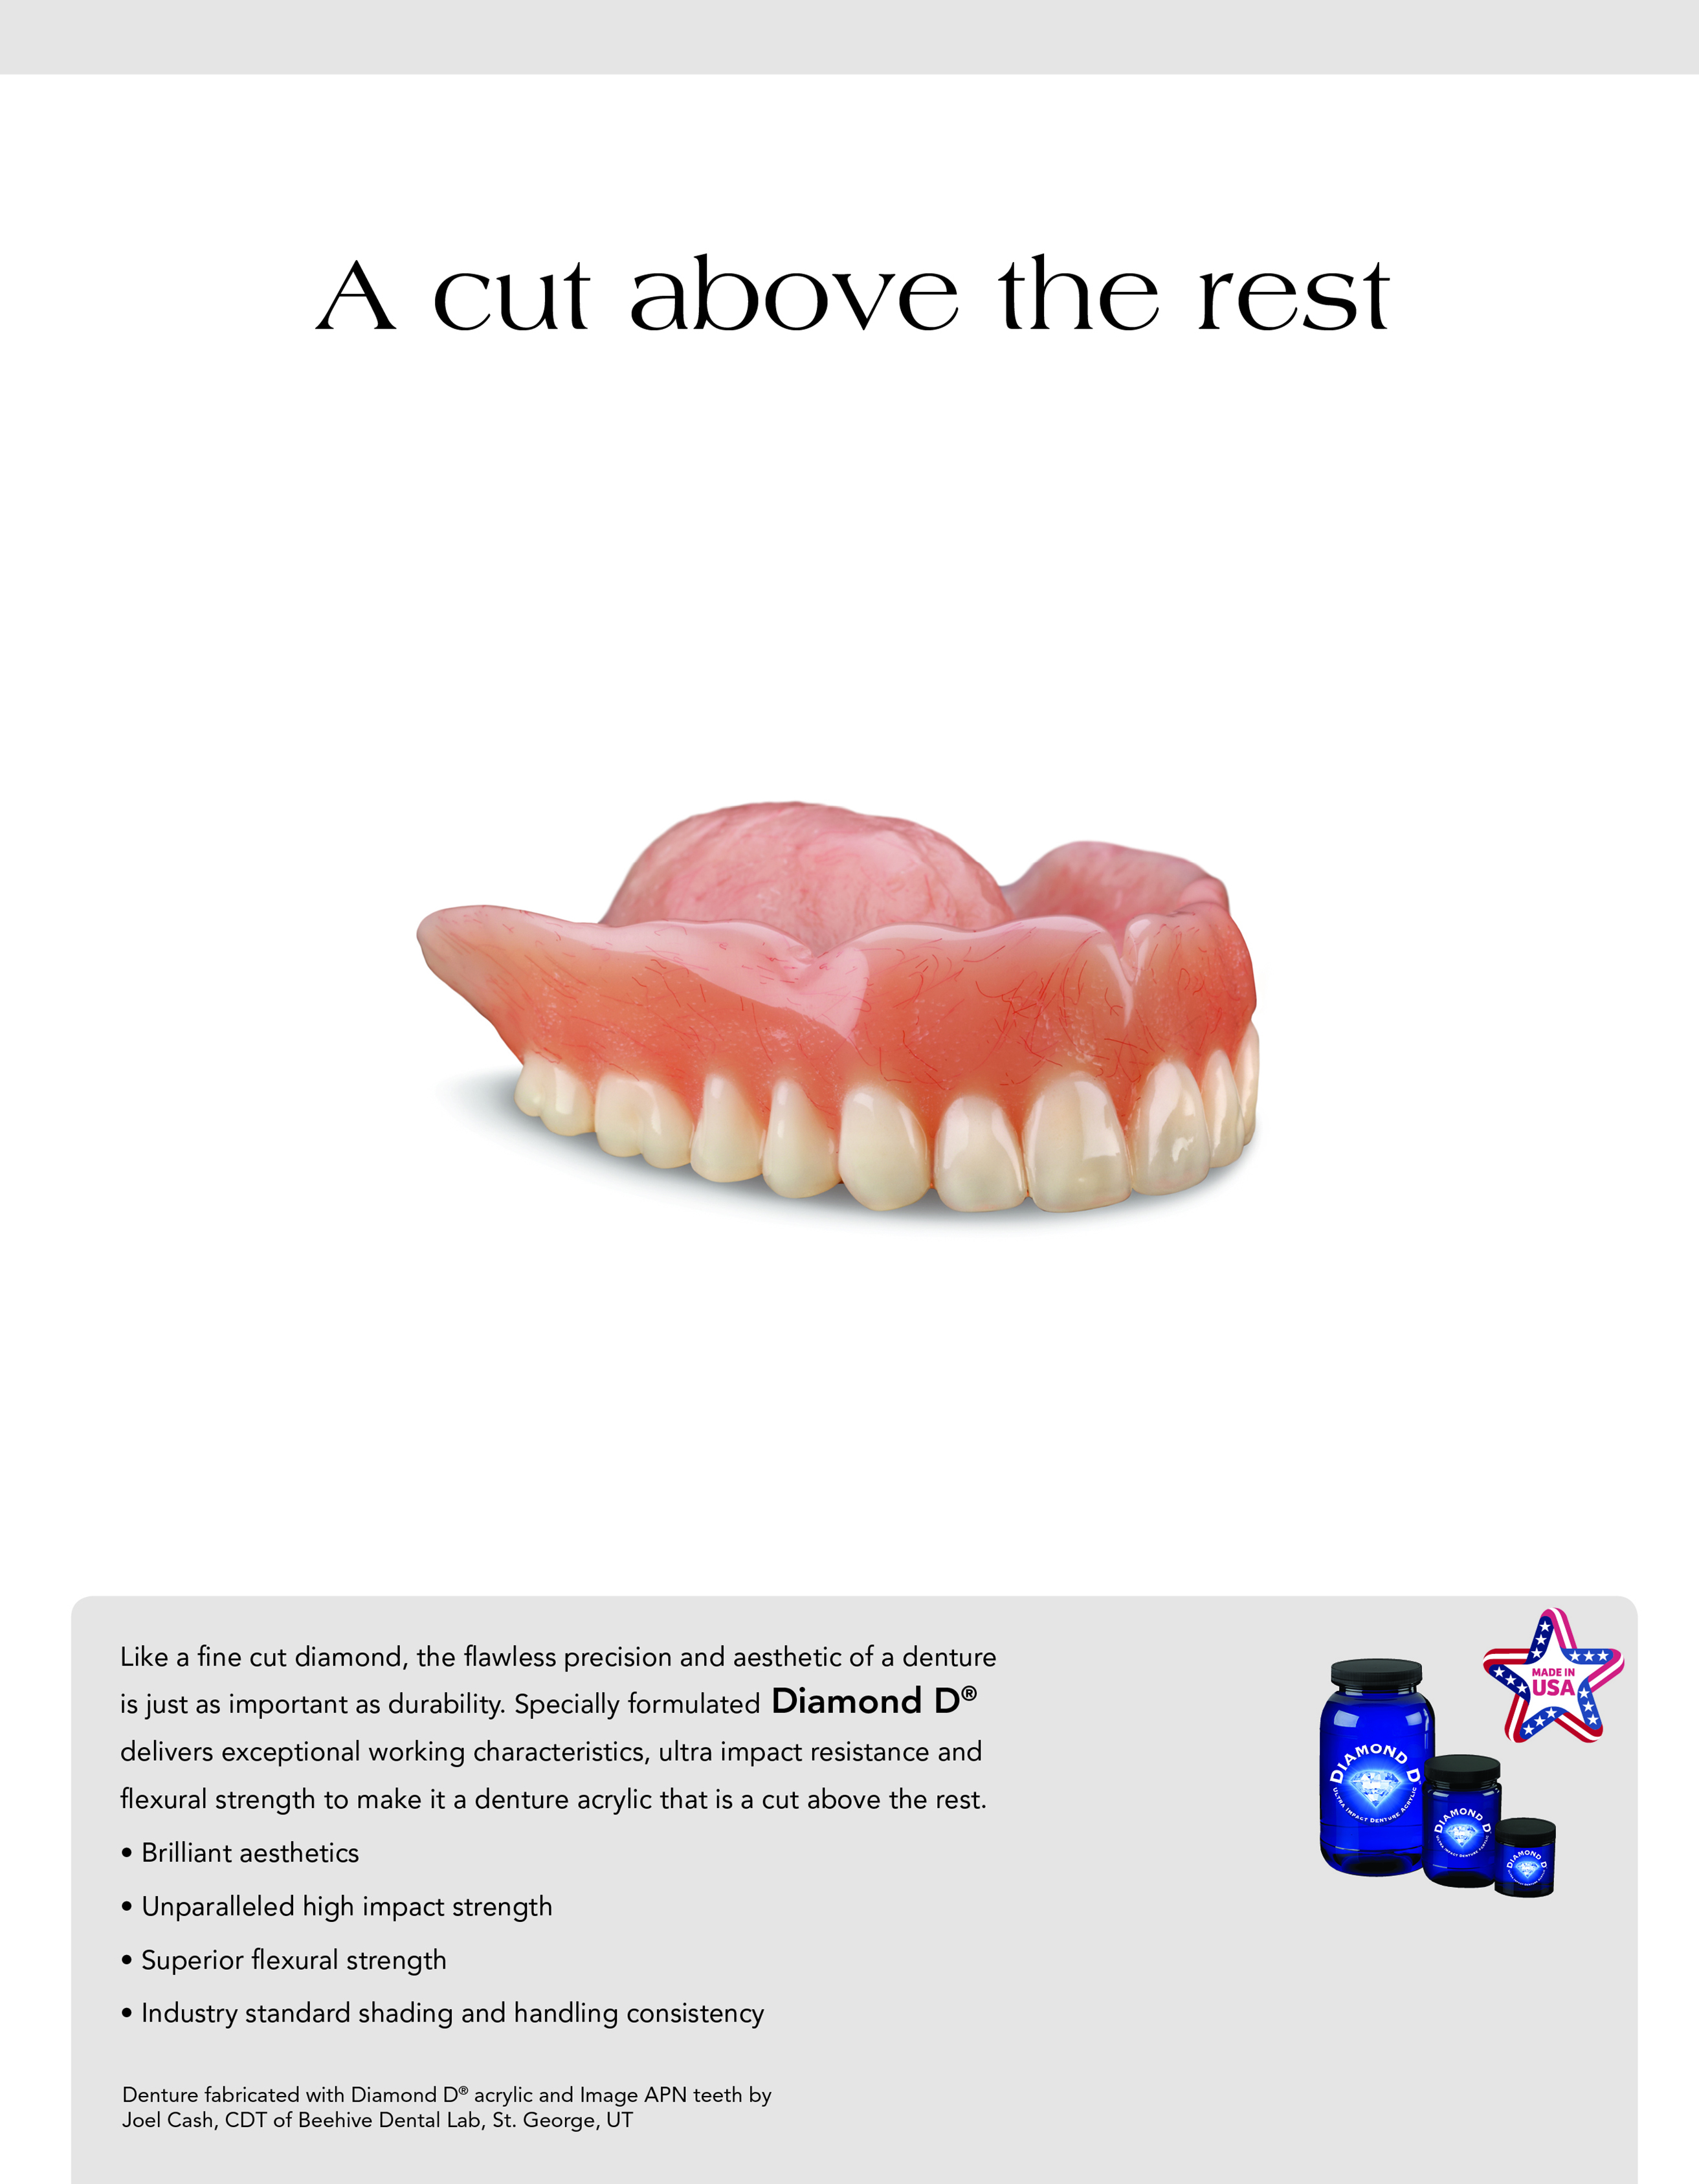 A cut above the rest
Like a fine cut diamond, the flawless precision and aesthetic of a denture
is just as important as durability. Specially formulated Diamond D®
delivers exceptional working characteristics, ultra impact resistance and
flexural strength to make it a denture acrylic that is a cut above the rest.
• Brilliant aesthetics
• Unparalleled high impact strength
• Superior flexural strength
• Industry standard shading and handling consistency
Denture fabricated with Diamond D® acrylic and Image APN teeth by
Joel Cash, CDT of Beehive Dental Lab, St. George, UT
MADE IN
USA
DIAMOND D
ULTRA IMPACT DENTURE ACRYLIC
DIAMOND D
ULTRA IMPACT DENTURE ACRYLIC
DIAMOND D